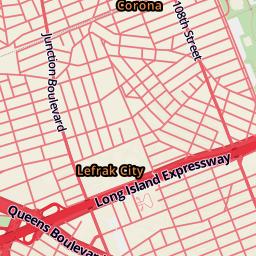 Corona
108th Street
Junction Boulevard
Lefrak City
Long Island Expressway
Queens Boulevard